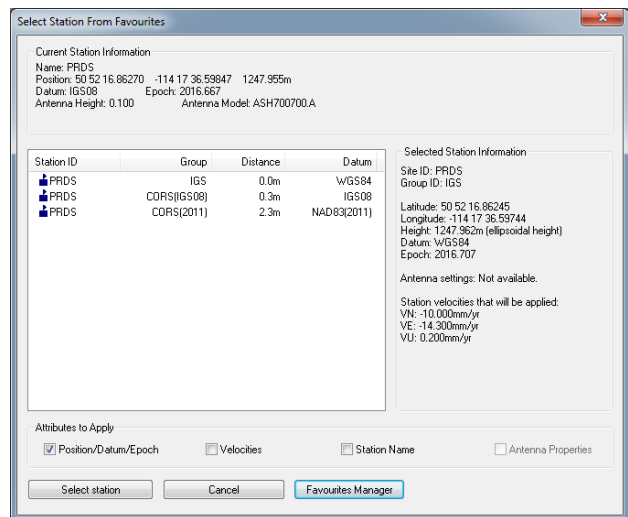 Select Station From Favourites
Current Station Information
Name: PRDS
Position: 50 52 16.86270 -114 17 36.59847 1247.955m
Datum: IGS08 Epoch: 2016.667
Antenna Height: 0.100 Antenna Model: ASH700700.A
Station ID Group Distance Datum
PRDS IGS 0.0m WGS84
PRDS CORS(IGS08) 0.3m IGS08
PRDS CORS(2011) 2.3m NAD83(2011)
Selected Station Information
Site ID: PRDS
Group ID: IGS
Latitude: 50 52 16.86245
Longitude: -114 17 36.59744
Height: 1247.962m (ellipsoidal height)
Datum: WGS84
Epoch: 2016.707
Antenna settings: Not available.
Station velocities that will be applied:
VN: -10.000mm/yr
VE: -14.300mm/yr
VU: 0.200mm/yr
Attributes to Apply
Position/Datum/Epoch Velocities Station Name Antenna Properties
Select station Cancel Favourites Manager